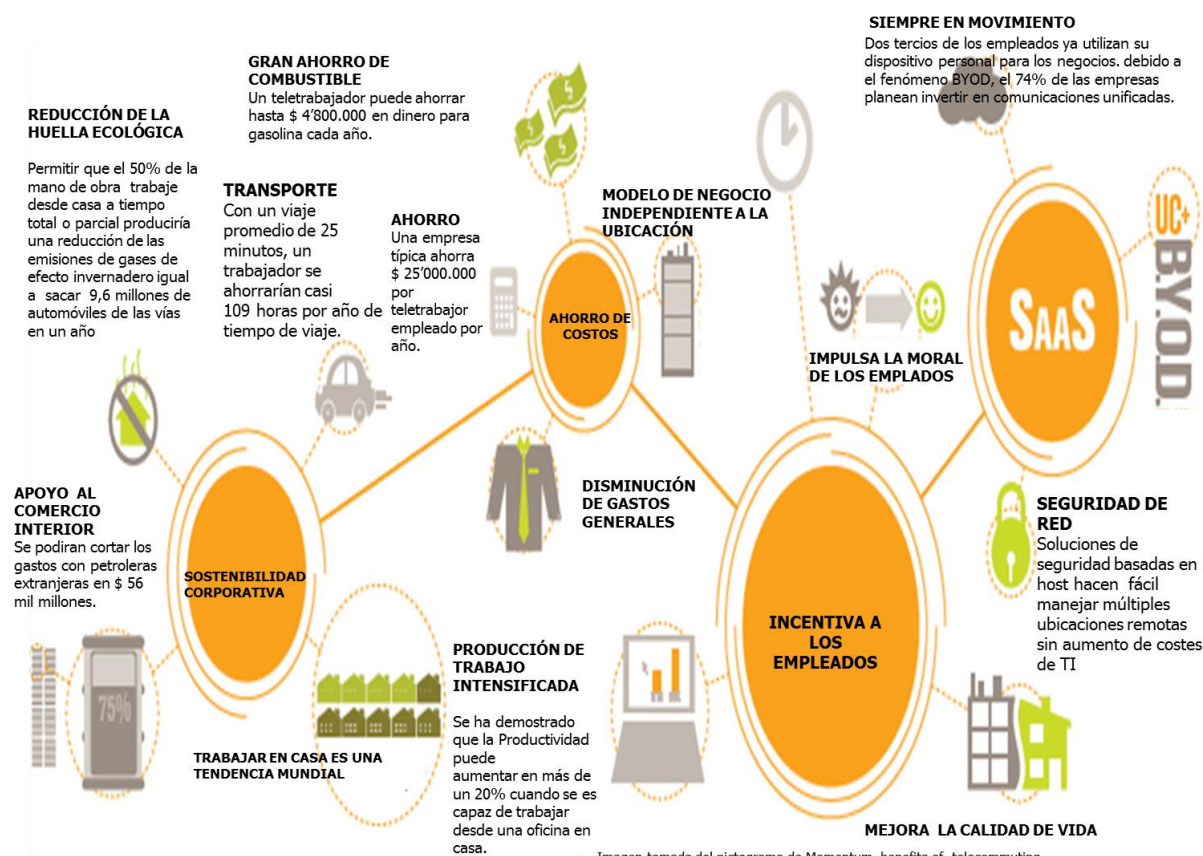 SIEMPRE EN MOVIMIENTO
Dos tercios de los empleados ya utilizan su
dispositivo personal para los negocios. debido a
el fenómeno BYOD, el 74% de las empresas
planean invertir en comunicaciones unificadas.
GRAN AHORRO DE
COMBUSTIBLE
Un teletrabajador puede ahorrar
hasta $ 4’800.000 en dinero para
gasolina cada año.
REDUCCIÓN DE LA
HUELLA ECOLÓGICA
Permitir que el 50% de la
mano de obra trabaje
desde casa a tiempo
total o parcial produciría
una reducción de las
emisiones de gases de
efecto invernadero igual
a sacar 9,6 millones de
automóviles de las vías
en un año
TRANSPORTE
Con un viaje
promedio de 25
minutos, un
trabajador se
ahorrarían casi
109 horas por año de
tiempo de viaje.
AHORRO
Una empresa
típica ahorra
$ 25’000.000
por
teletrabajor
empleado por
año.
MODELO DE NEGOCIO
INDEPENDIENTE A LA
UBICACIÓN
AHORRO DE
COSTOS
IMPULSA LA MORAL
DE LOS EMPLADOS
SAAS
UC+
B.Y.O.D.
DISMINUCIÓN
DE GASTOS
GENERALES
SEGURIDAD DE
RED
Soluciones de
seguridad basadas en
host hacen fácil
manejar múltiples
ubicaciones remotas
sin aumento de costes
de TI
APOYO AL
COMERCIO
INTERIOR
Se podiran cortar los
gastos con petroleras
extranjeras en $ 56
mil millones.
SOSTENIBILIDAD
CORPORATIVA
75%
TRABAJAR EN CASA ES UNA
TENDENCIA MUNDIAL
PRODUCCIÓN DE
TRABAJO
INTENSIFICADA
Se ha demostrado
que la Productividad
puede
aumentar en más de
un 20% cuando se es
capaz de trabajar
desde una oficina en
casa.
INCENTIVA A
LOS
EMPLEADOS
MEJORA LA CALIDAD DE VIDA
Imagen tomada del pictograma de Momentum, benefits of telecommuting